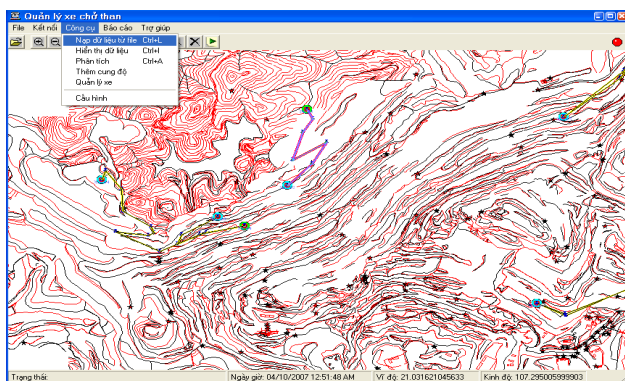 Quản lý xe chở than
File Kết nối Công cụ Báo cáo Trợ giúp
Nạp dữ liệu từ file Ctrl+L
Hiển thị dữ liệu Ctrl+I
Phân tích Ctrl+A
Thêm cung độ
Quản lý xe
Cấu hình
Trạng thái: Ngày giờ: 04/10/2007 12:51:48 AM Vĩ độ: 21.031621045633 Kinh độ: 107.295005999903